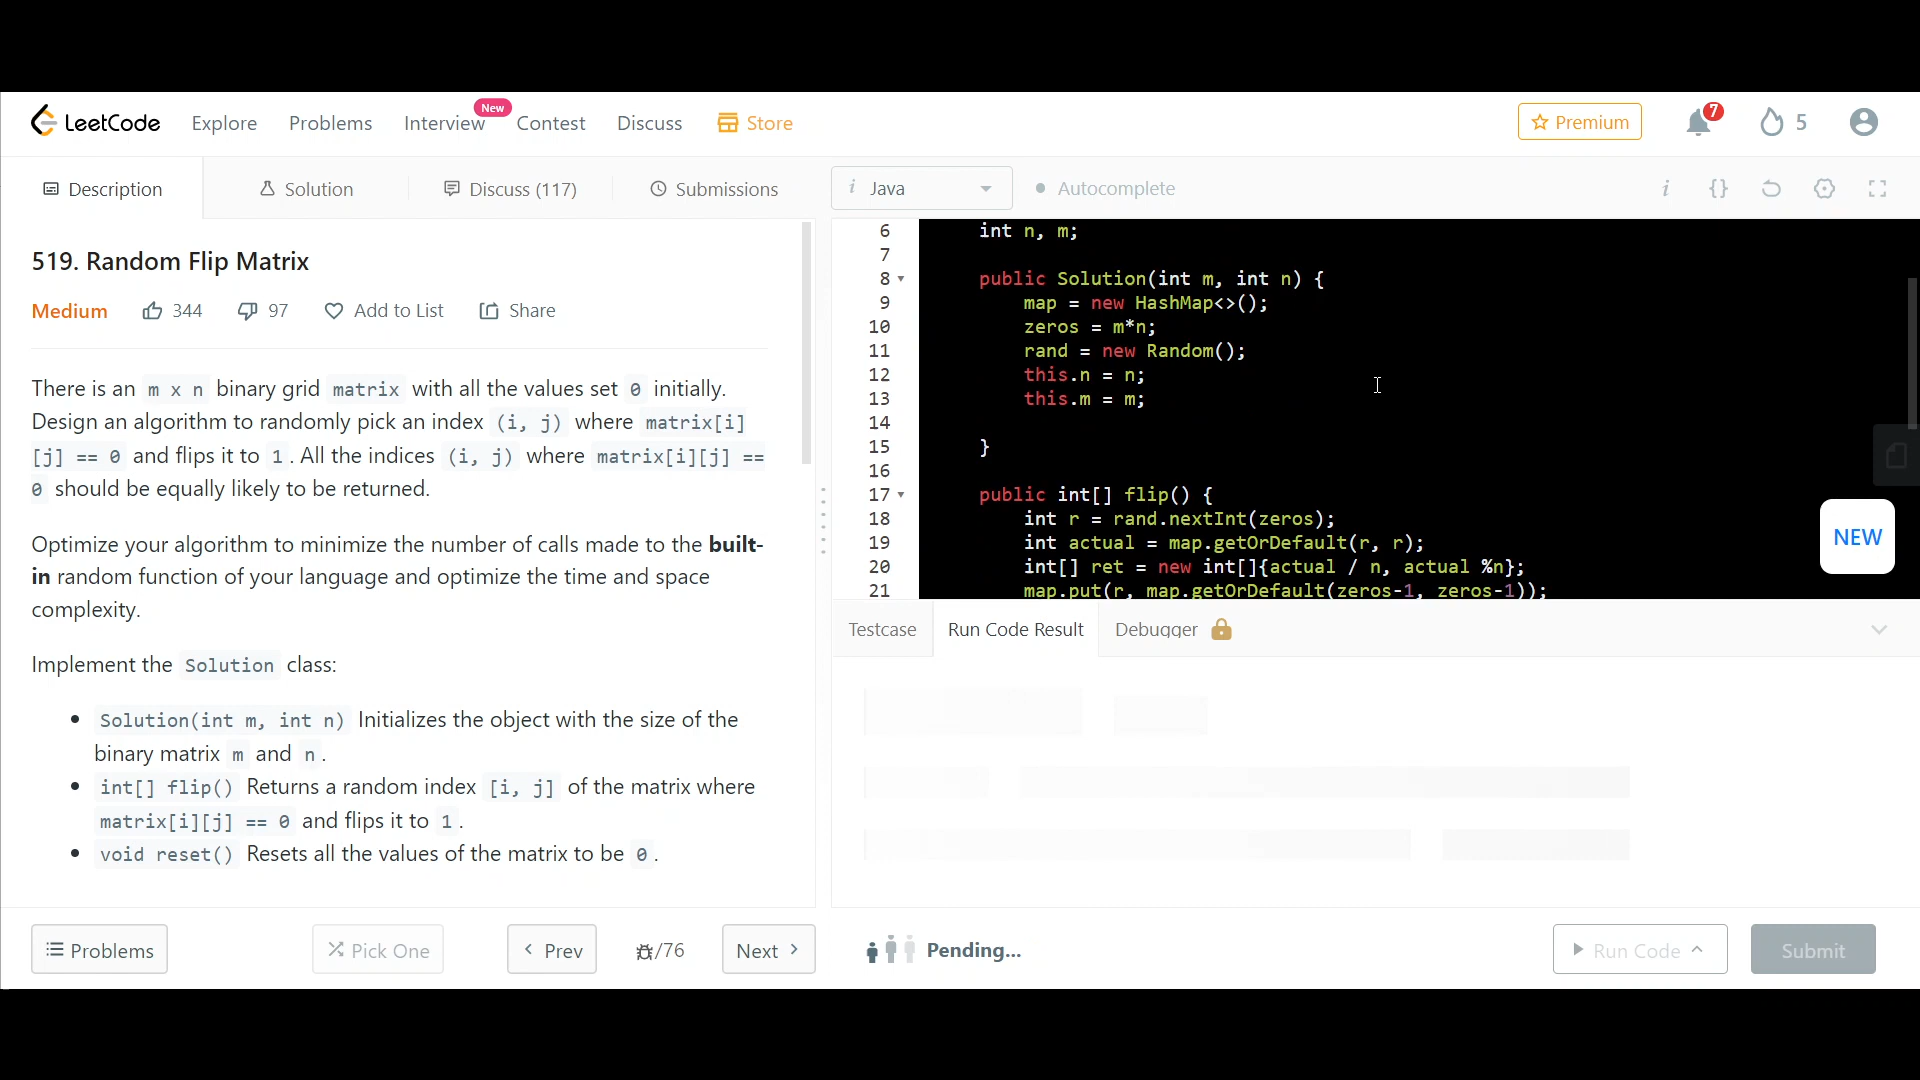 LeetCode Explore Problems Interview New Contest Discuss Store Premium 7 5
Description Solution Discuss (117) Submissions
519. Random Flip Matrix
Medium 344 97 Add to List Share
There is an m x n binary grid matrix with all the values set 0 initially.
Design an algorithm to randomly pick an index (i, j) where matrix[i]
[j] == 0 and flips it to 1. All the indices (i, j) where matrix[i][j] ==
0 should be equally likely to be returned.
Optimize your algorithm to minimize the number of calls made to the built-
in random function of your language and optimize the time and space
complexity.
Implement the Solution class:
• Solution(int m, int n) Initializes the object with the size of the
binary matrix m and n.
• int[] flip() Returns a random index [i, j] of the matrix where
matrix[i][j] == 0 and flips it to 1.
• void reset() Resets all the values of the matrix to be 0.
Problems Pick One < Prev /76 Next >
i Java Autocomplete i {}
6 int n, m;
7
8 public Solution(int m, int n) {
9 map = new HashMap<>();
10 zeros = m*n;
11 rand = new Random();
12 this.n = n;
13 this.m = m;
14
15 }
16
17 public int[] flip() {
18 int r = rand.nextInt(zeros);
19 int actual = map.getOrDefault(r, r);
20 int[] ret = new int[]{actual / n, actual %n};
21 map.put(r, map.getOrDefault(zeros-1, zeros-1));
NEW
Testcase Run Code Result Debugger
Pending... Run Code Submit